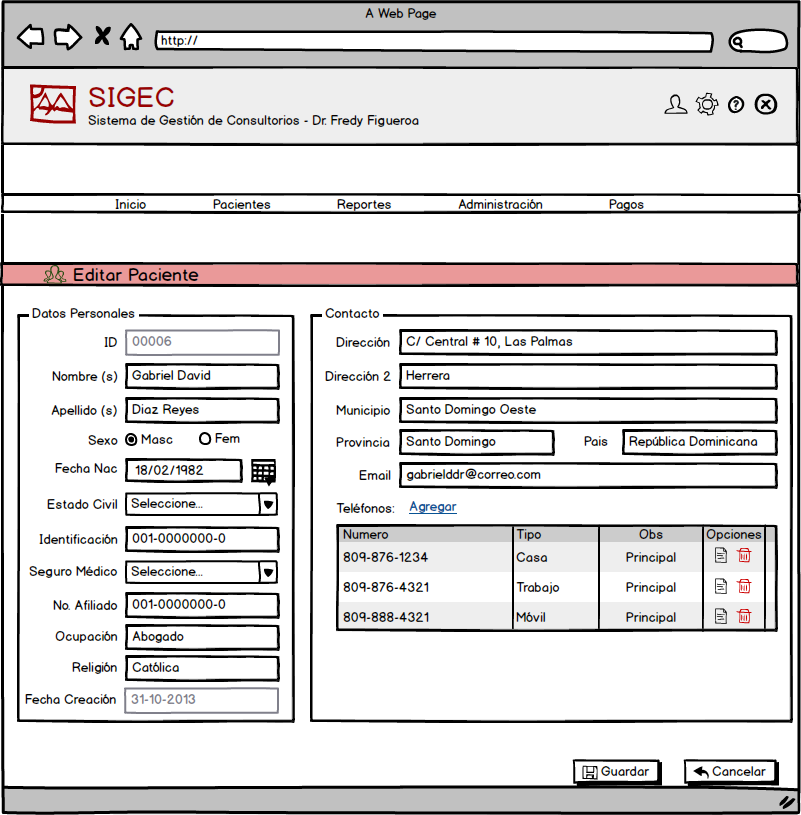 A Web Page
http://
SIGEC
Sistema de Gestión de Consultorios - Dr. Fredy Figueroa
Inicio Pacientes Reportes Administración Pagos
Editar Paciente
Datos Personales
ID 00006
Nombre (s) Gabriel David
Apellido (s) Diaz Reyes
Sexo Masc Fem
Fecha Nac 18/02/1982
Estado Civil Seleccione...
Identificación 001-0000000-0
Seguro Médico Seleccione...
No. Afiliado 001-0000000-0
Ocupación Abogado
Religión Católica
Fecha Creación 31-10-2013
Contacto
Dirección C/ Central # 10, Las Palmas
Dirección 2 Herrera
Municipio Santo Domingo Oeste
Provincia Santo Domingo Pais República Dominicana
Email gabrielddr@correo.com
Teléfonos: Agregar
Numero Tipo Obs Opciones
809-876-1234 Casa Principal
809-876-4321 Trabajo Principal
809-888-4321 Móvil Principal
Guardar Cancelar